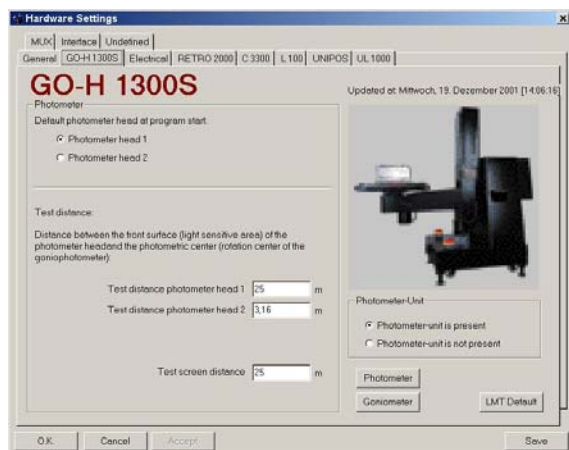 Hardware Settings
MUX Interface Undefined
General GO-H 1300S Electrical RETRO 2000 C 3300 L 100 UNIPOS UL 1000
GO-H 1300S
Updated at: Mittwoch, 19. Dezember 2001 [14:06:16]
Photometer
Default photometer head at program start:
Photometer head 1
Photometer head 2
Test distance:
Distance between the front surface (light sensitive area) of the
photometer headand the photometric center (rotation center of the
goniophotometer):
Test distance photometer head 1 25 m
Test distance photometer head 2 3,16 m
Test screen distance 25 m
Photometer-Unit
Photometer-unit is present
Photometer-unit is not present
Photometer
Goniometer LMT Default
O.K. Cancel Accept Save